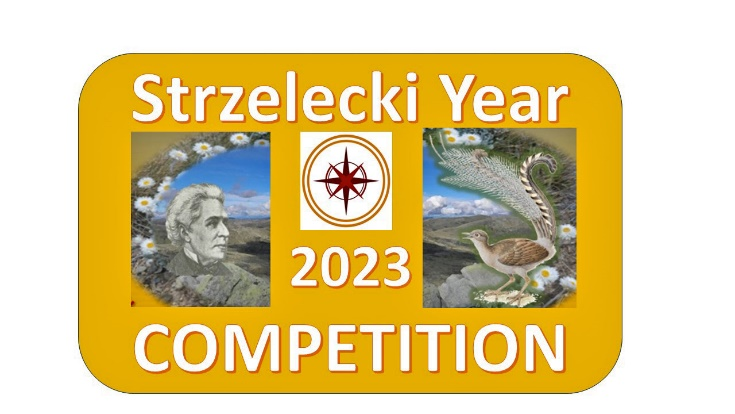 Strzelecki Year
2023
COMPETITION